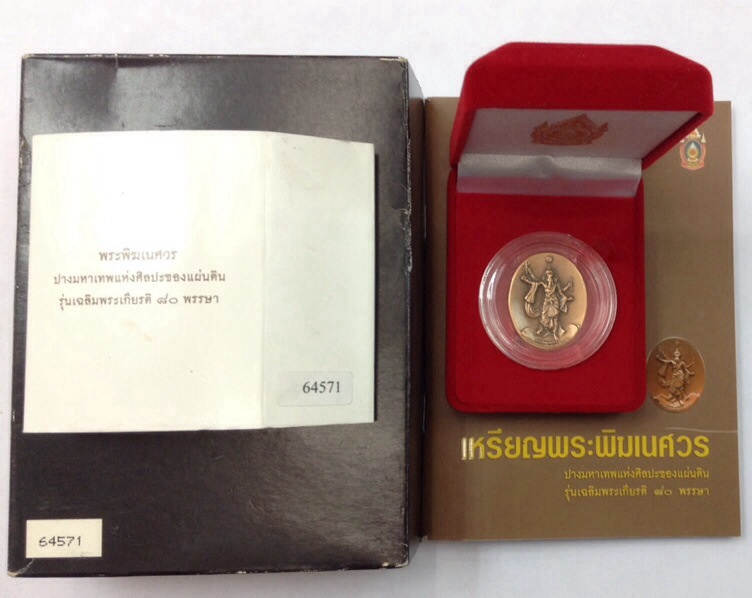 พระพิฆเนศวร
ปางมหาเทพแห่งศิลปะของแผ่นดิน
รุ่นเฉลิมพระเกียรติ ๘๐ พรรษา
64571
64571
เหรียญพระพิฆเนศวร
ปางมหาเทพแห่งศิลปะของแผ่นดิน
รุ่นเฉลิมพระเกียรติ ๘๐ พรรษา